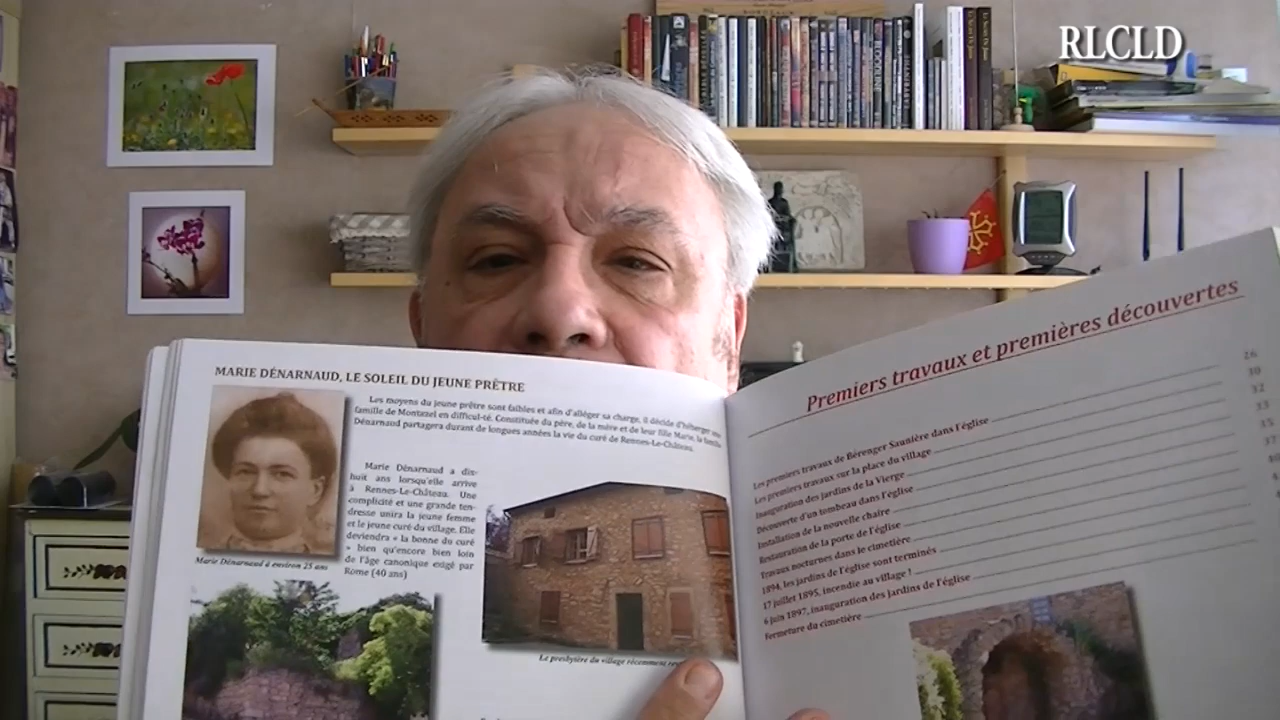 RLCLD
MARIE DÉNARNAUD, LE SOLEIL DU JEUNE PRÊTRE
Les moyens du jeune prêtre sont faibles et afin d'alléger sa charge, il décide d'héberger une
famille de Montazel en difficul-té. Constituée du père, de la mère et de leur fille Marie, la famille
Dénarnaud partagera durant de longues années la vie du curé de Rennes-Le-Château.
Marie Dénarnaud a dix-
huit ans lorsqu'elle arrive
à Rennes-Le-Château. Une
complicité et une grande ten-
dresse unira la jeune femme
et le jeune curé du village. Elle
deviendra « la bonne du curé
» bien qu'encore bien loin
de l'âge canonique exigé par
Rome (40 ans)
Marie Dénarnaud à environ 25 ans
Le presbytère du village récemment
Premiers travaux et premières découvertes
Les premiers travaux de Bérenger Saunière dans l'église 26
Les premiers travaux sur la place du village 30
Inauguration des jardins de la Vierge 32
Découverte d'un tombeau dans l'église 33
Installation de la nouvelle chaire 35
Restauration de la porte de l'église 37
Travaux nocturnes dans le cimetière
1894, les jardins de l'église sont terminés
17 juillet 1895, incendie au village !
6 juin 1897, inauguration des jardins de l'église
Fermeture du cimetière